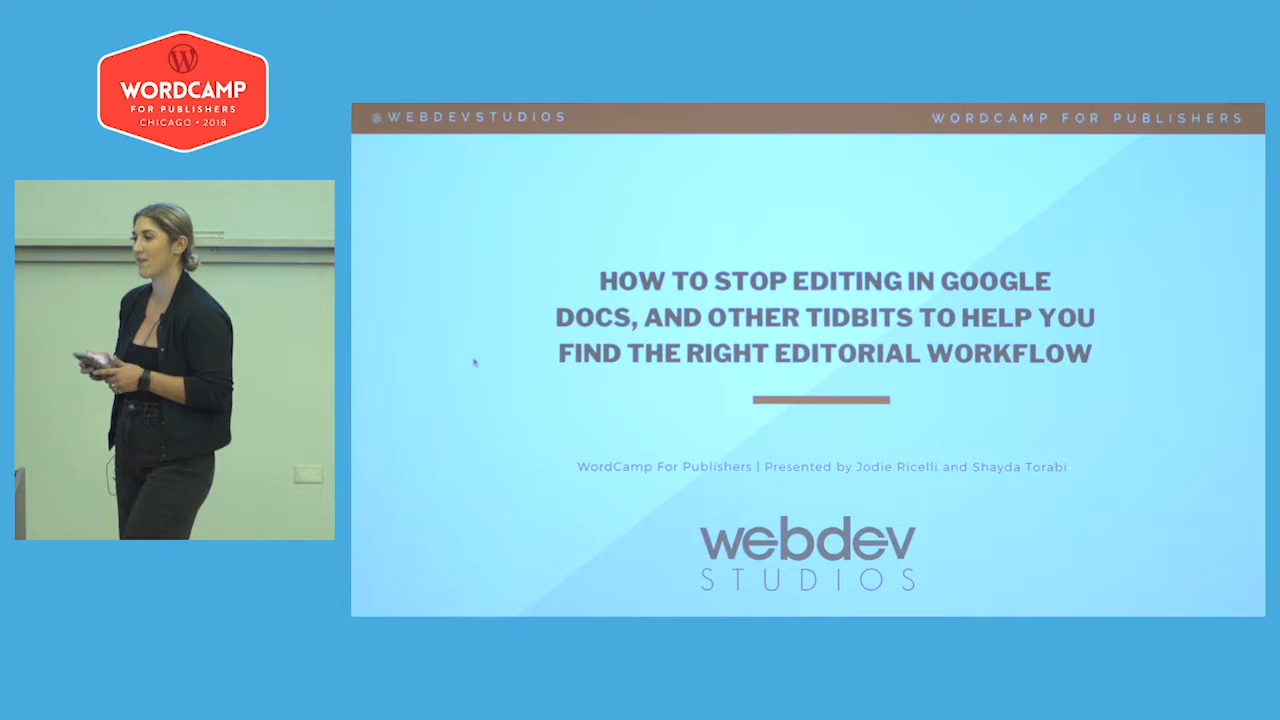 WORDCAMP
FOR PUBLISHERS
CHICAGO • 2018
@WEBDEVSTUDIOS
WORDCAMP FOR PUBLISHERS
HOW TO STOP EDITING IN GOOGLE
DOCS, AND OTHER TIDBITS TO HELP YOU
FIND THE RIGHT EDITORIAL WORKFLOW
WordCamp For Publishers | Presented by Jodie Ricelli and Shayda Torabi
webdev
STUDIOS